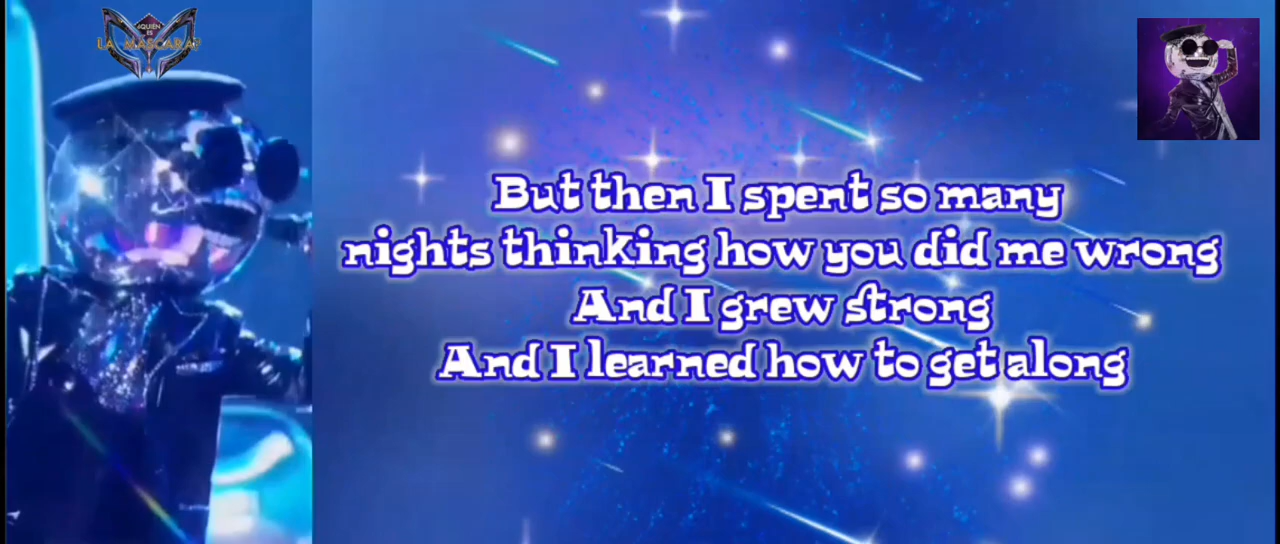 ¿QUIÉN
ES
LA MÁSCARA?
But then I spent so many
nights thinking how you did me wrong
And I grew strong
And I learned how to get along